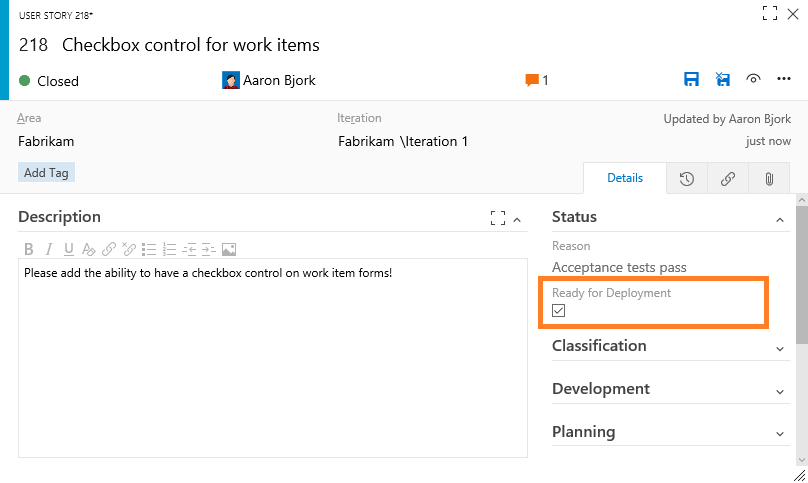 USER STORY 218*
218 Checkbox control for work items
Closed
Aaron Bjork
1
Area
Iteration
Updated by Aaron Bjork
Fabrikam
Fabrikam \Iteration 1
just now
Add Tag
Details
Description
B I U
Please add the ability to have a checkbox control on work item forms!
Status
Reason
Acceptance tests pass
Ready for Deployment
Classification
Development
Planning